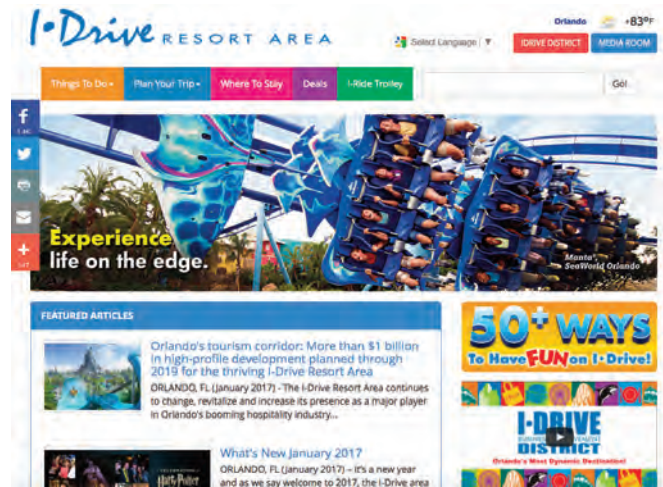 I·Drive RESORT AREA
Orlando +83ºF
Select Language ▼
IDRIVE DISTRICT MEDIA ROOM
Things To Do Plan Your Trip Where To Stay Deals I-Ride Trolley
Go!
Experience
life on the edge.
Manta®,
SeaWorld Orlando
FEATURED ARTICLES
Orlando's tourism corridor: More than $1 billion
in high-profile development planned through
2019 for the thriving I-Drive Resort Area
ORLANDO, FL (January 2017) - The I-Drive Resort Area continues
to change, revitalize and increase its presence as a major player
in Orlando's booming hospitality industry...
What's New January 2017
ORLANDO, FL (January 2017) – It's a new year
and as we say welcome to 2017, the I-Drive area
Harry Potter
50+ WAYS
To Have FUN on I·Drive!
I·DRIVE
DISTRICT
Orlando's Most Dynamic Destination!